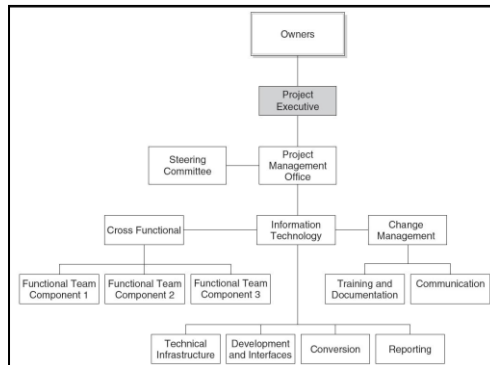 Owners
Project
Executive
Steering
Committee
Project
Management
Office
Cross Functional
Information
Technology
Change
Management
Functional Team
Component 1
Functional Team
Component 2
Functional Team
Component 3
Training and
Documentation
Communication
Technical
Infrastructure
Development
and Interfaces
Conversion
Reporting